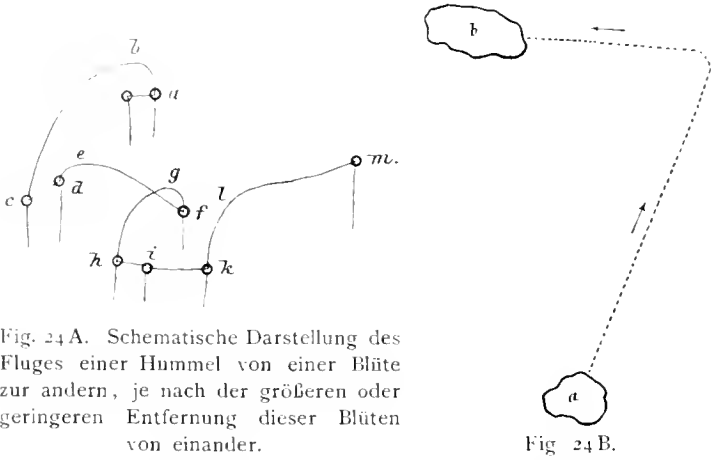 b
a
e
g
c
d
f
l
m.
h
i
k
Fig. 24 A. Schematische Darstellung des
Fluges einer Hummel von einer Blüte
zur andern, je nach der größeren oder
geringeren Entfernung dieser Blüten
von einander.
b
a
Fig 24 B.